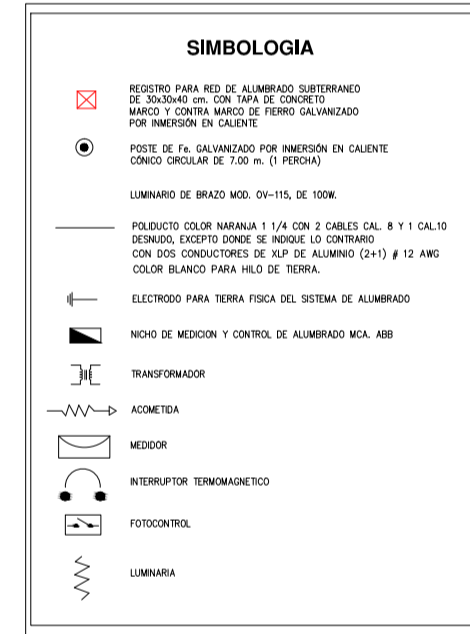 SIMBOLOGIA
REGISTRO PARA RED DE ALUMBRADO SUBTERRANEO
DE 30x30x40 cm. CON TAPA DE CONCRETO
MARCO Y CONTRA MARCO DE FIERRO GALVANIZADO
POR INMERSIÓN EN CALIENTE
POSTE DE Fe. GALVANIZADO POR INMERSIÓN EN CALIENTE
CÓNICO CIRCULAR DE 7.00 m. (1 PERCHA)
LUMINARIO DE BRAZO MOD. OV-115, DE 100W.
POLIDUCTO COLOR NARANJA 1 1/4 CON 2 CABLES CAL. 8 Y 1 CAL.10
DESNUDO, EXCEPTO DONDE SE INDIQUE LO CONTRARIO
CON DOS CONDUCTORES DE XLP DE ALUMINIO (2+1) # 12 AWG
COLOR BLANCO PARA HILO DE TIERRA.
ELECTRODO PARA TIERRA FISICA DEL SISTEMA DE ALUMBRADO
NICHO DE MEDICION Y CONTROL DE ALUMBRADO MCA. ABB
TRANSFORMADOR
ACOMETIDA
MEDIDOR
INTERRUPTOR TERMOMAGNETICO
FOTOCONTROL
LUMINARIA